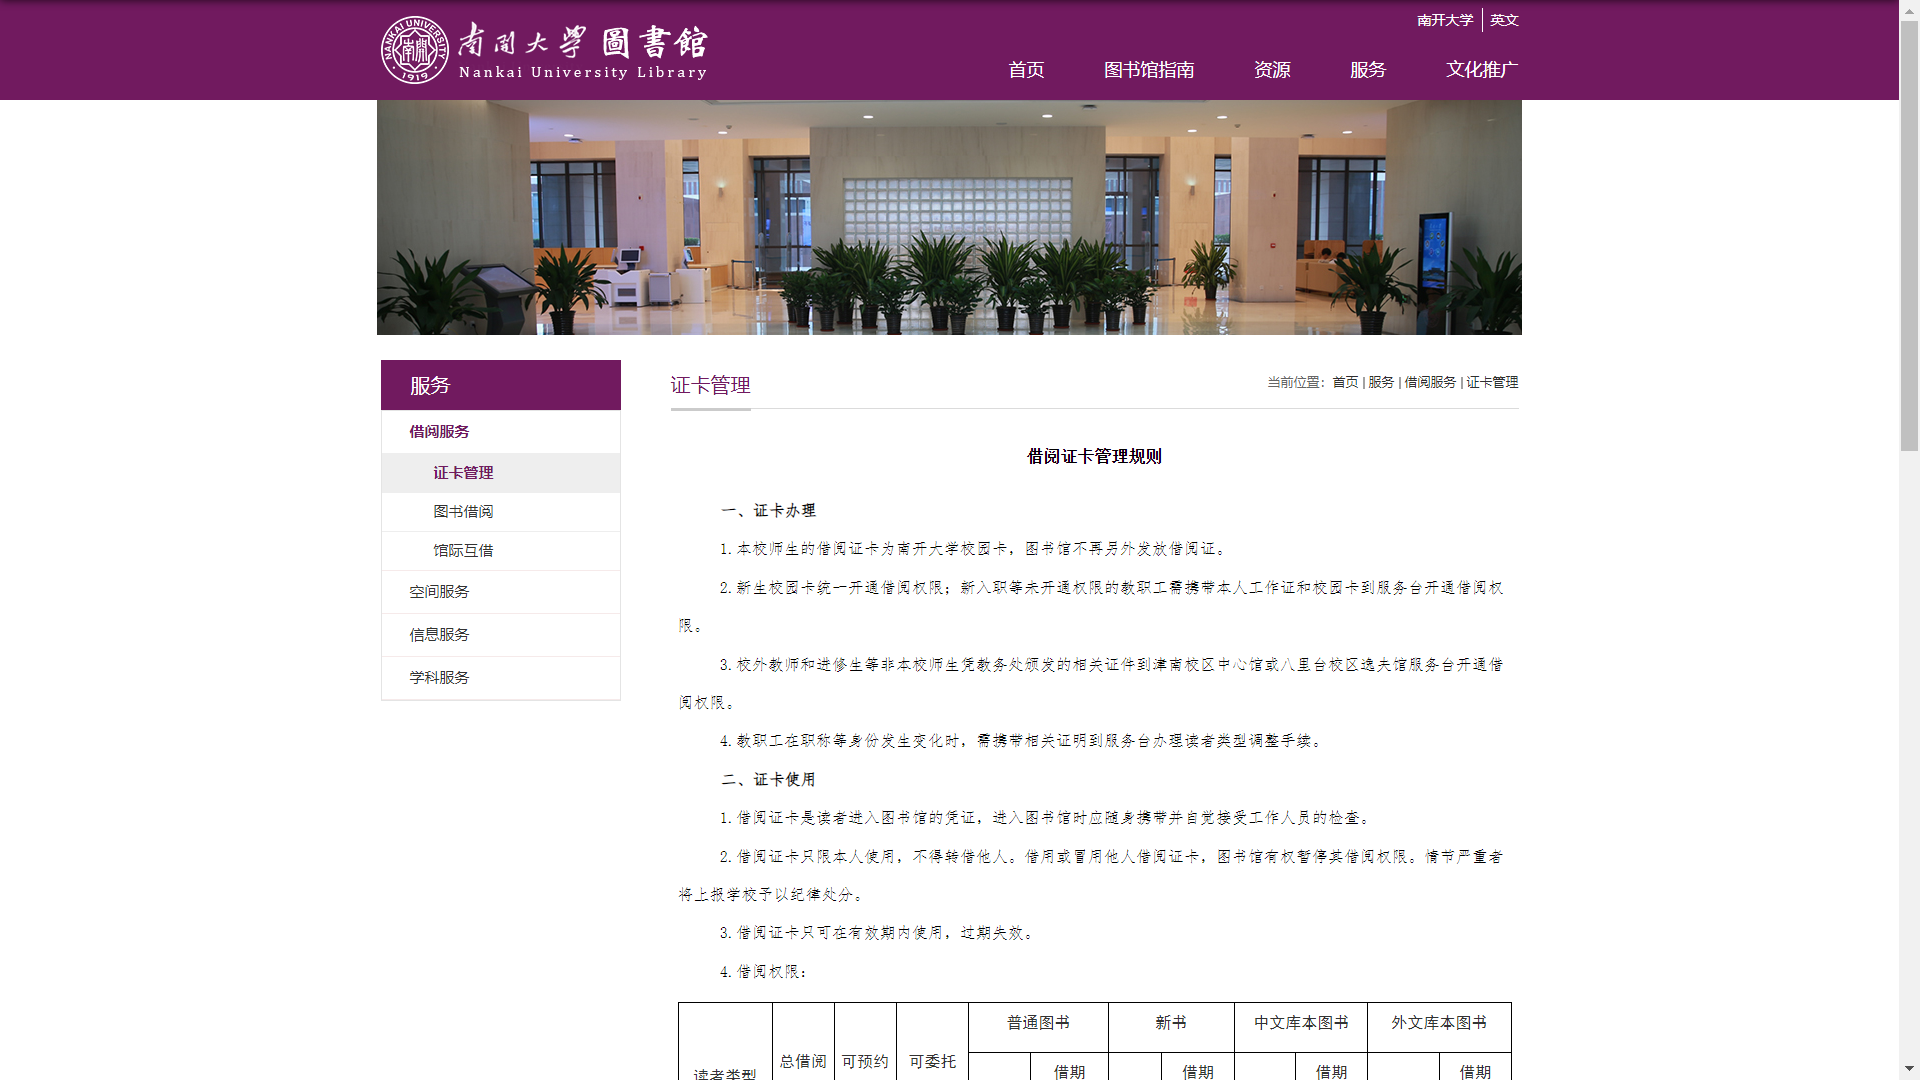 南開大學 圖書館
Nankai University Library
NANKAI UNIVERSITY
南開
1919
南开大学 英文
首页 图书馆指南 资源 服务 文化推广
服务
借阅服务
证卡管理
图书借阅
馆际互借
空间服务
信息服务
学科服务
证卡管理
当前位置： 首页 | 服务 | 借阅服务 | 证卡管理
借阅证卡管理规则
一、证卡办理
1.本校师生的借阅证卡为南开大学校园卡，图书馆不再另外发放借阅证。
2.新生校园卡统一开通借阅权限；新入职等未开通权限的教职工需携带本人工作证和校园卡到服务台开通借阅权
限。
3.校外教师和进修生等非本校师生凭教务处颁发的相关证件到津南校区中心馆或八里台校区逸夫馆服务台开通借
阅权限。
4.教职工在职称等身份发生变化时，需携带相关证明到服务台办理读者类型调整手续。
二、证卡使用
1.借阅证卡是读者进入图书馆的凭证，进入图书馆时应随身携带并自觉接受工作人员的检查。
2.借阅证卡只限本人使用，不得转借他人。借用或冒用他人借阅证卡，图书馆有权暂停其借阅权限。情节严重者
将上报学校予以纪律处分。
3.借阅证卡只可在有效期内使用，过期失效。
4.借阅权限：
普通图书 新书 中文库本图书 外文库本图书
读者类型 总借阅 可预约 可委托
借期 借期 借期 借期